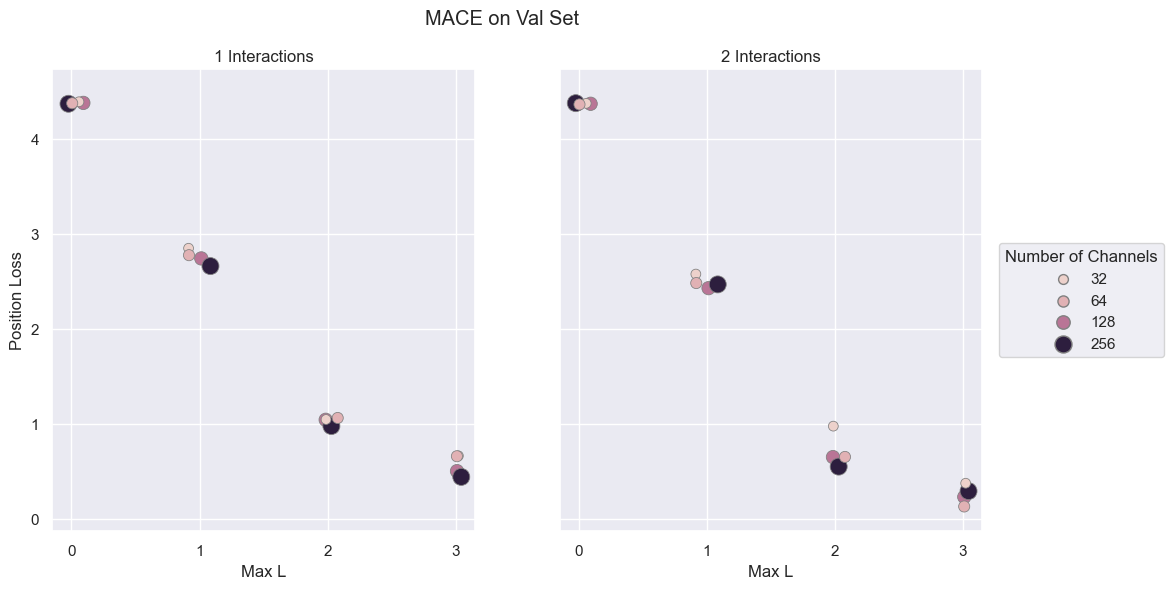 MACE on Val Set
1 Interactions
2 Interactions
Position Loss
4
3
2
1
0
0 1 2 3
Max L
0 1 2 3
Max L
Number of Channels
32
64
128
256